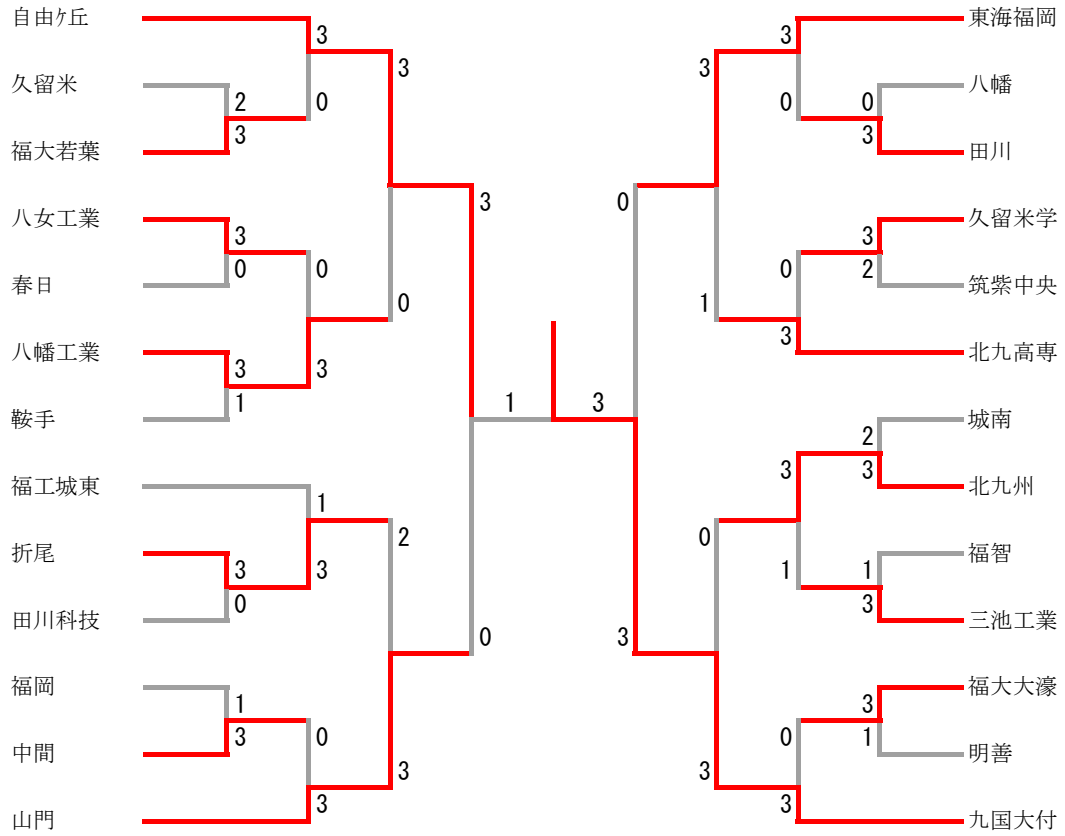 自由ケ丘
久留米
福大若葉
八女工業
春日
八幡工業
鞍手
福工城東
折尾
田川科技
福岡
中間
山門
3
2
3
0
3
3
0
0
3
1
3
0
1
3
3
0
2
1
3
0
3
3
0
3
1
3
東海福岡
八幡
田川
久留米学
筑紫中央
北九高専
城南
北九州
福智
三池工業
福大大濠
明善
九国大付
3
3
0
0
3
0
3
2
0
1
3
2
3
3
0
1
1
3
3
3
0
1
3
3